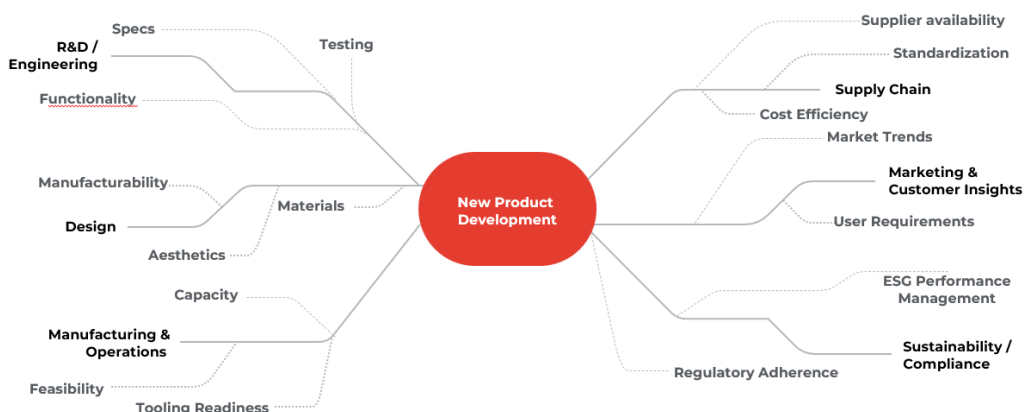 Specs
R&D /
Engineering
Testing
Functionality
Manufacturability
Materials
Design
Aesthetics
Capacity
Manufacturing &
Operations
Feasibility
Tooling Readiness
New Product
Development
Supplier availability
Standardization
Supply Chain
Cost Efficiency
Market Trends
Marketing &
Customer Insights
User Requirements
ESG Performance
Management
Sustainability /
Compliance
Regulatory Adherence